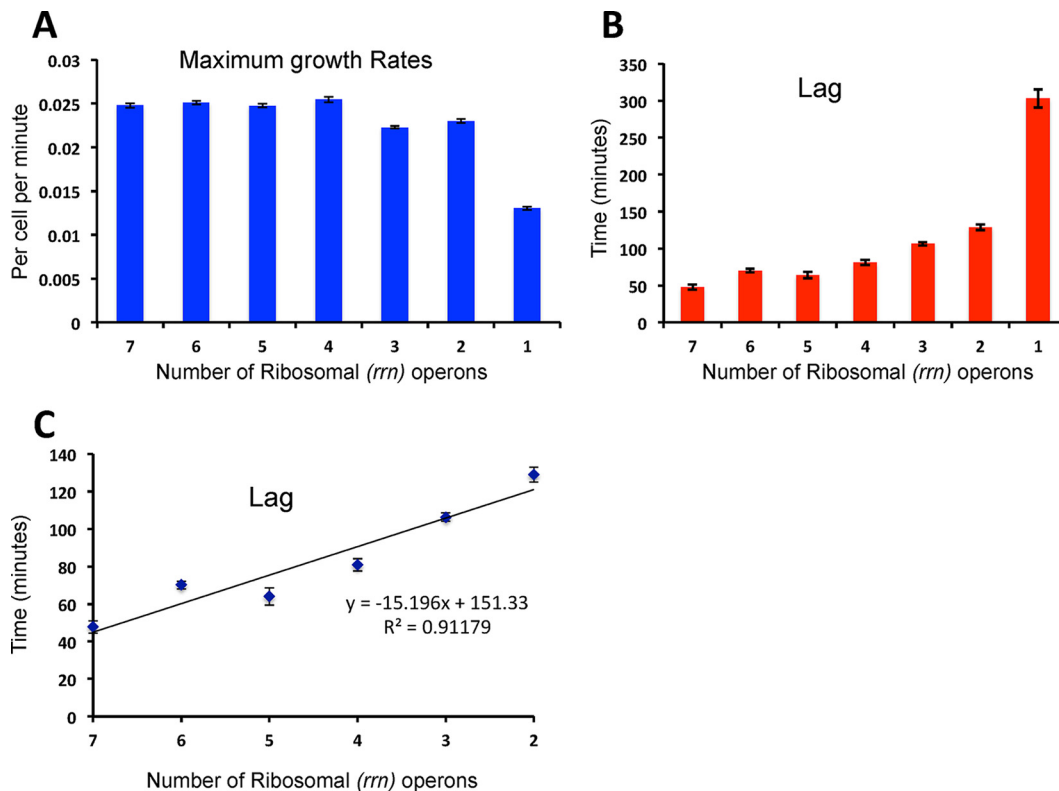 A
Maximum growth Rates
Per cell per minute
0.03
0.025
0.02
0.015
0.01
0.005
0
7 6 5 4 3 2 1
Number of Ribosomal (rrn) operons
B
Lag
Time (minutes)
350
300
250
200
150
100
50
0
7 6 5 4 3 2 1
Number of Ribosomal (rrn) operons
C
Lag
Time (minutes)
140
120
100
80
60
40
20
0
y = -15.196x + 151.33
R² = 0.91179
7 6 5 4 3 2
Number of Ribosomal (rrn) operons